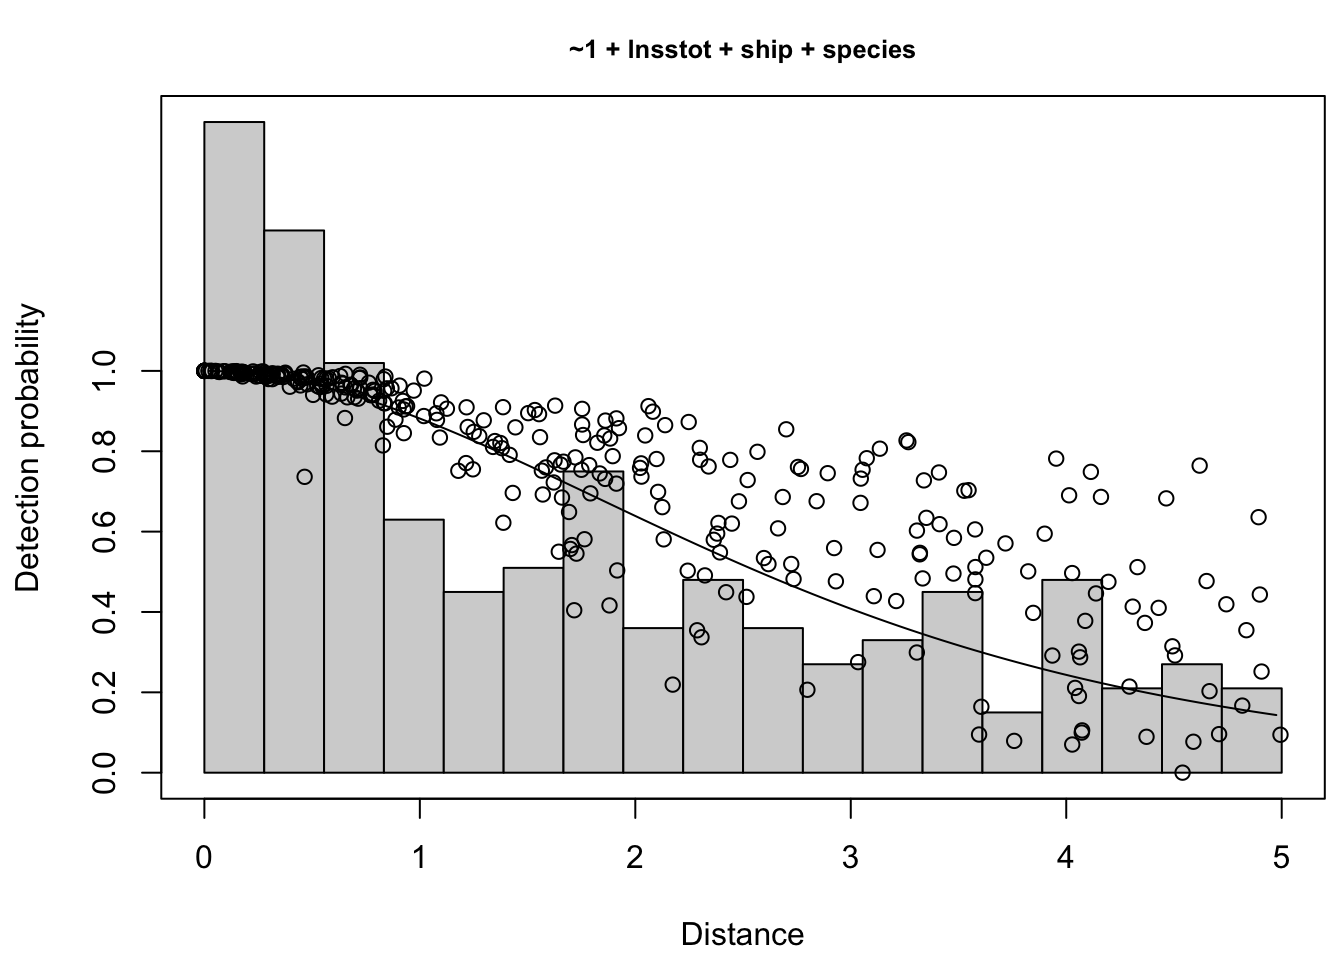 ~1 + lnsstot + ship + species
Detection probability
1.0
0.8
0.6
0.4
0.2
0.0
0 1 2 3 4 5
Distance